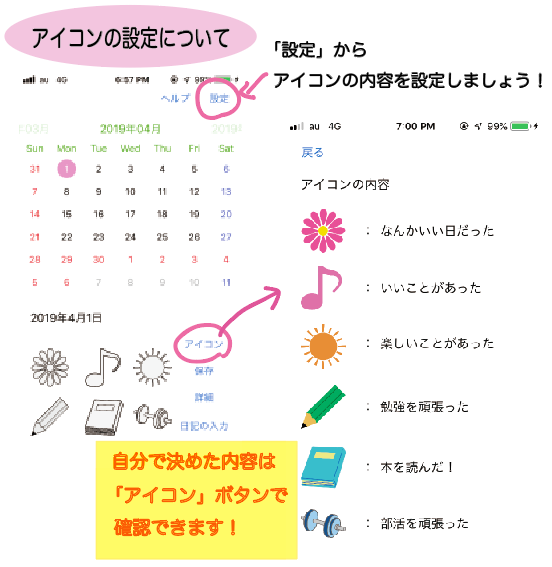 アイコンの設定について
「設定」から
アイコンの内容を設定しましょう！
au 4G 6:57 PM 99%
ヘルプ 設定
年03月 2019年04月 2019年
Sun Mon Tue Wed Thu Fri Sat
31 1 2 3 4 5 6
7 8 9 10 11 12 13
14 15 16 17 18 19 20
21 22 23 24 25 26 27
28 29 30 1 2 3 4
5 6 7 8 9 10 11
2019年4月1日
アイコン
保存
詳細
日記の入力
自分で決めた内容は
「アイコン」ボタンで
確認できます！
au 4G 7:00 PM 99%
戻る
アイコンの内容
： なんかいい日だった
： いいことがあった
： 楽しいことがあった
： 勉強を頑張った
： 本を読んだ！
： 部活を頑張った